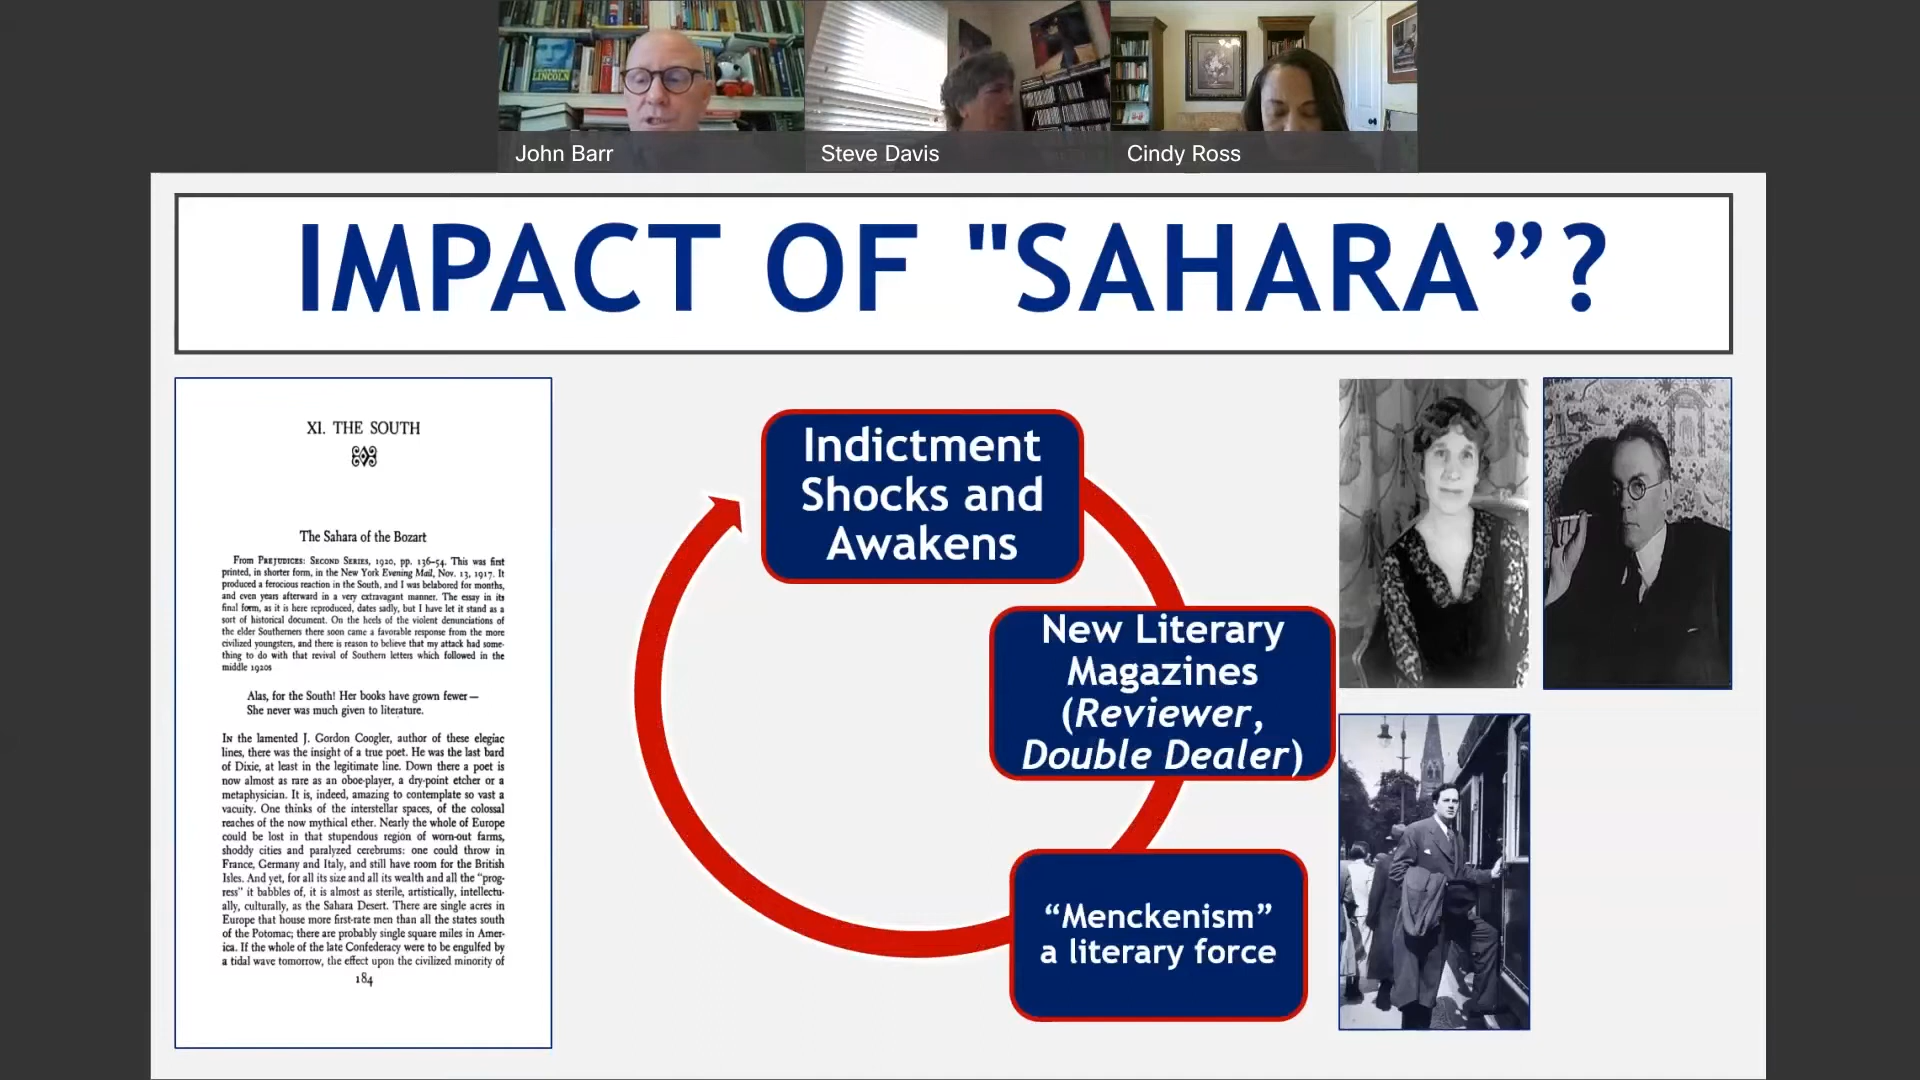 LINCOLN
John Barr
Steve Davis
Cindy Ross
IMPACT OF "SAHARA”?
XI. THE SOUTH
The Sahara of the Bozart
From PREJUDICES: SECOND SERIES, 1920, pp. 136-54. This was first
printed, in shorter form, in the New York Evening Mail, Nov. 13, 1917. It
produced a ferocious reaction in the South, and I was belabored for months,
and even years afterward in a very extravagant manner. The essay in its
final form, as it is here reproduced, dates sadly, but I have let it stand as a
sort of historical document. On the heels of the violent denunciations of
the elder Southerners there soon came a favorable response from the more
civilized youngsters, and there is reason to believe that my attack had some-
thing to do with that revival of Southern letters which followed in the
middle 1920s
Alas, for the South! Her books have grown fewer—
She never was much given to literature.
IN the lamented J. Gordon Coogler, author of these elegiac
lines, there was the insight of a true poet. He was the last bard
of Dixie, at least in the legitimate line. Down there a poet is
now almost as rare as an oboe-player, a dry-point etcher or a
metaphysician. It is, indeed, amazing to contemplate so vast a
vacuity. One thinks of the interstellar spaces, of the colossal
reaches of the now mythical ether. Nearly the whole of Europe
could be lost in that stupendous region of worn-out farms,
shoddy cities and paralyzed cerebrums: one could throw in
France, Germany and Italy, and still have room for the British
Isles. And yet, for all its size and all its wealth and all the “prog-
ress” it babbles of, it is almost as sterile, artistically, intellectu-
ally, culturally, as the Sahara Desert. There are single acres in
Europe that house more first-rate men than all the states south
of the Potomac; there are probably single square miles in Amer-
ica. If the whole of the late Confederacy were to be engulfed by
a tidal wave tomorrow, the effect upon the civilized minority of
184
Indictment
Shocks and
Awakens
New Literary
Magazines
(Reviewer,
Double Dealer)
“Menckenism”
a literary force